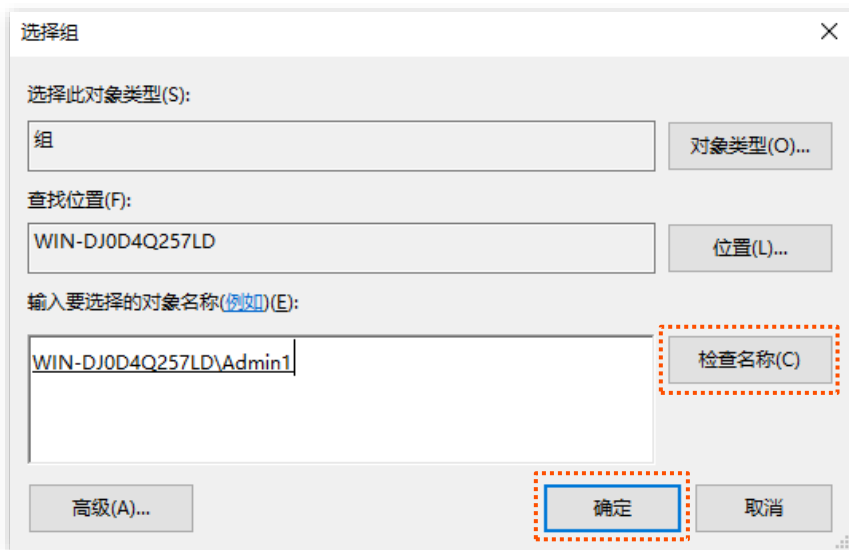 选择组
选择此对象类型(S):
组
对象类型(O)...
查找位置(F):
WIN-DJ0D4Q257LD
位置(L)...
输入要选择的对象名称(例如)(E):
WIN-DJ0D4Q257LD\Admin1
检查名称(C)
高级(A)...
确定
取消